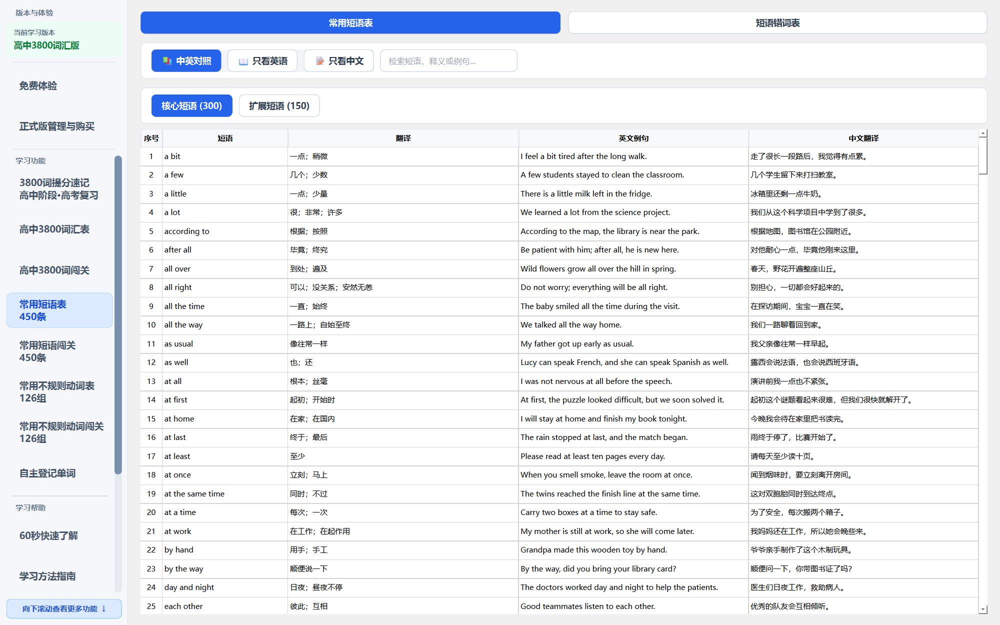 版本与体验
当前学习版本
高中3800词汇版
免费体验
正式版管理与购买
学习功能
3800词提分速记
高中阶段•高考复习
高中3800词汇表
高中3800词闯关
常用短语表
450条
常用短语闯关
450条
常用不规则动词表
126组
常用不规则动词闯关
126组
自主登记单词
学习帮助
60秒快速了解
学习方法指南
向下滚动查看更多功能 ↓
常用短语表 短语错词表
中英对照 只看英语 只看中文 检索短语、释义或例句...
核心短语 (300) 扩展短语 (150)
序号 短语 翻译 英文例句 中文翻译
1 a bit 一点；稍微 I feel a bit tired after the long walk. 走了很长一段路后，我觉得有点累。
2 a few 几个；少数 A few students stayed to clean the classroom. 几个学生留下来打扫教室。
3 a little 一点；少量 There is a little milk left in the fridge. 冰箱里还剩一点牛奶。
4 a lot 很；非常；许多 We learned a lot from the science project. 我们从这个科学项目中学到了很多。
5 according to 根据；按照 According to the map, the library is near the park. 根据地图，图书馆在公园附近。
6 after all 毕竟；终究 Be patient with him; after all, he is new here. 对他耐心一点，毕竟他刚来这里。
7 all over 到处；遍及 Wild flowers grow all over the hill in spring. 春天，野花开遍整座山丘。
8 all right 可以；没关系；安然无恙 Do not worry; everything will be all right. 别担心，一切都会好起来的。
9 all the time 一直；始终 The baby smiled all the time during the visit. 在探访期间，宝宝一直在笑。
10 all the way 一路上；自始至终 We talked all the way home. 我们一路聊着回到家。
11 as usual 像往常一样 My father got up early as usual. 我父亲像往常一样早起。
12 as well 也；还 Lucy can speak French, and she can speak Spanish as well. 露西会说法语，也会说西班牙语。
13 at all 根本；丝毫 I was not nervous at all before the speech. 演讲前我一点也不紧张。
14 at first 起初；开始时 At first, the puzzle looked difficult, but we soon solved it. 起初这个谜题看起来很难，但我们很快就解开了。
15 at home 在家；在国内 I will stay at home and finish my book tonight. 今晚我会待在家里把书读完。
16 at last 终于；最后 The rain stopped at last, and the match began. 雨终于停了，比赛开始了。
17 at least 至少 Please read at least ten pages every day. 请每天至少读十页。
18 at once 立刻；马上 When you smell smoke, leave the room at once. 闻到烟味时，要立刻离开房间。
19 at the same time 同时；不过 The twins reached the finish line at the same time. 这对双胞胎同时到达终点。
20 at a time 每次；一次 Carry two boxes at a time to stay safe. 为了安全，每次搬两个箱子。
21 at work 在工作；在起作用 My mother is still at work, so she will come later. 我妈妈还在工作，所以她会晚些来。
22 by hand 用手；手工 Grandpa made this wooden toy by hand. 爷爷亲手制作了这个木制玩具。
23 by the way 顺便说一下 By the way, did you bring your library card? 顺便问一下，你带图书证了吗？
24 day and night 日夜；昼夜不停 The doctors worked day and night to help the patients. 医生们日夜工作，救助病人。
25 each other 彼此；互相 Good teammates listen to each other. 优秀的队友会互相倾听。